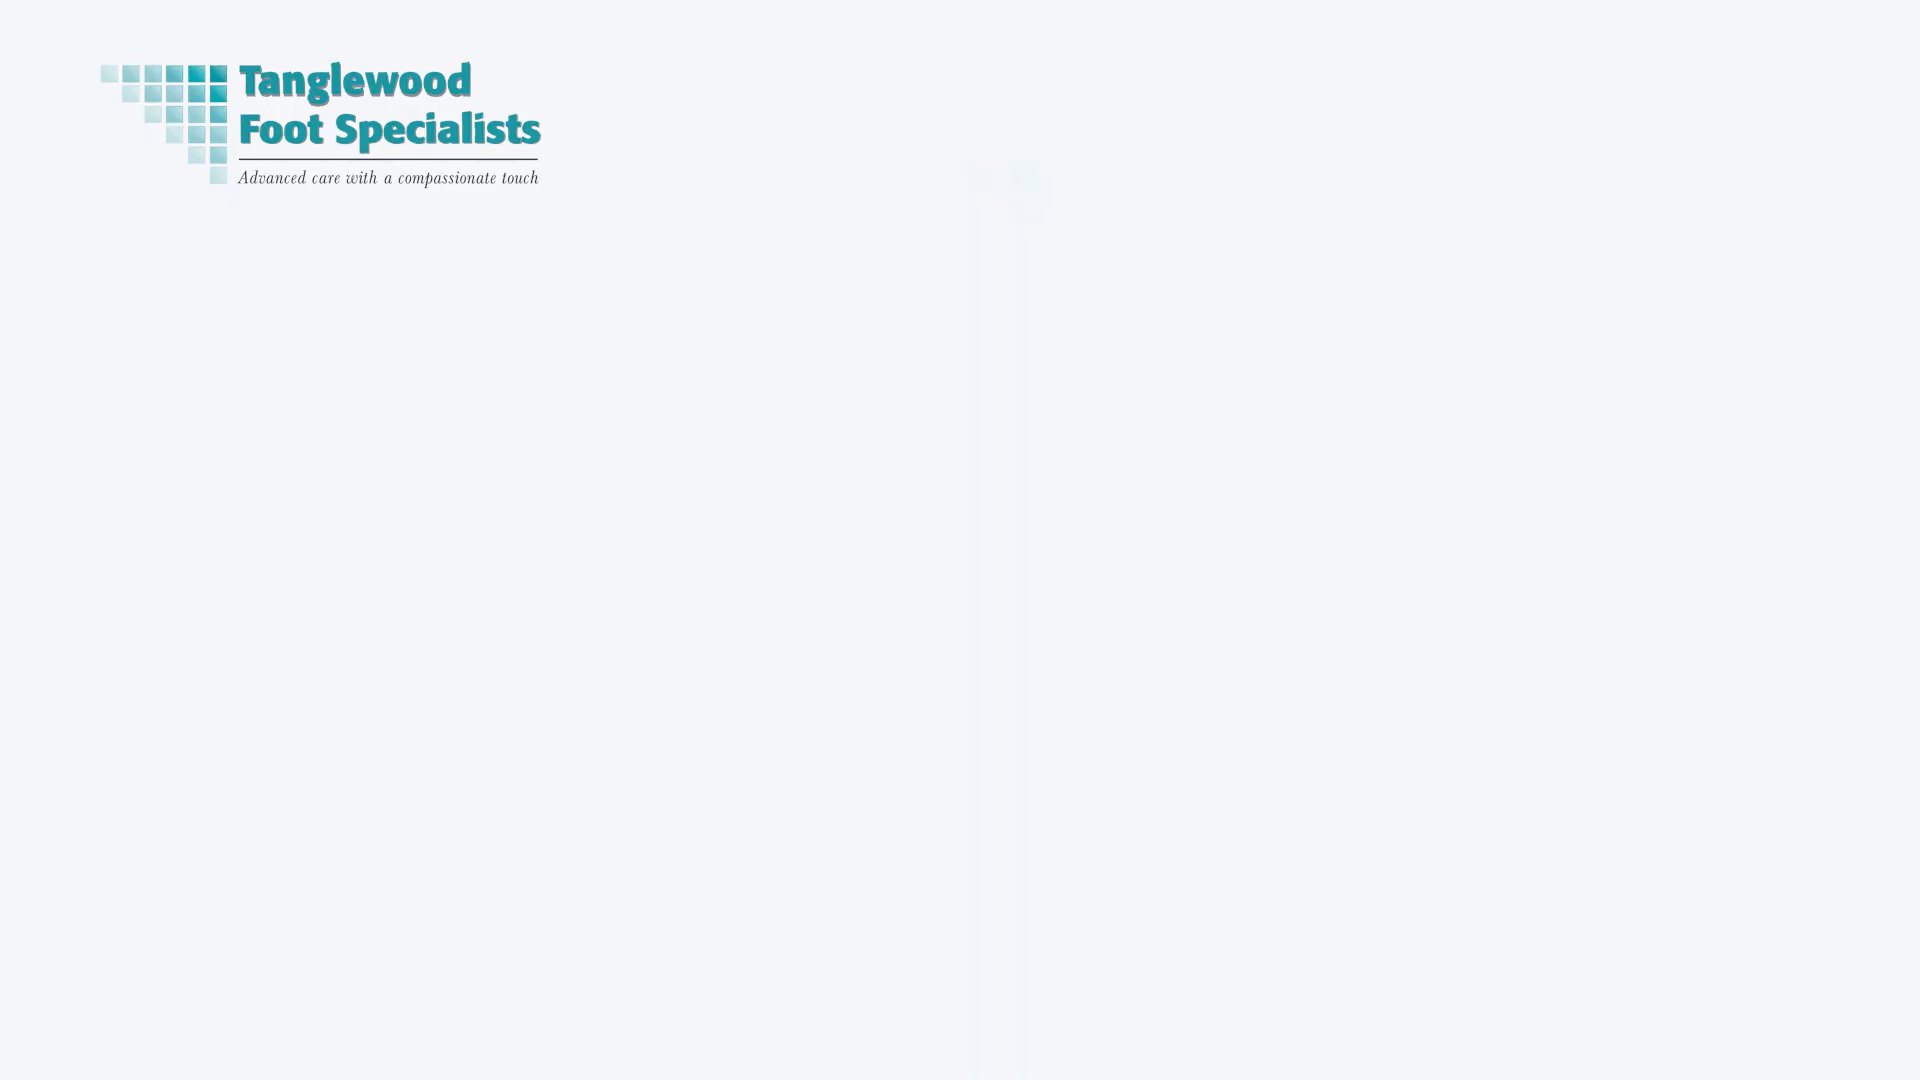 Tanglewood
Foot Specialists
Advanced care with a compassionate touch